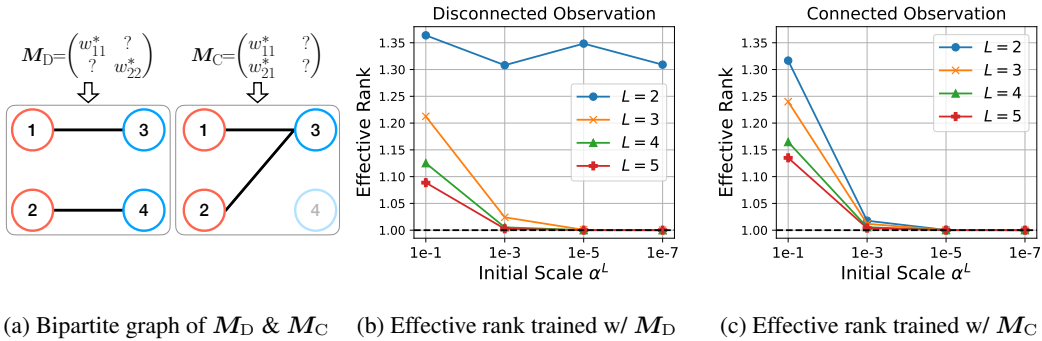 M_D=(w*_11 ?
? w*_22)
M_C=(w*_11 ?
w*_21 ?)
1 3
2 4
1 3
2 4
Disconnected Observation
Effective Rank
1.35
1.30
1.25
1.20
1.15
1.10
1.05
1.00
L = 2
L = 3
L = 4
L = 5
1e-1 1e-3 1e-5 1e-7
Initial Scale α^L
Connected Observation
Effective Rank
1.35
1.30
1.25
1.20
1.15
1.10
1.05
1.00
L = 2
L = 3
L = 4
L = 5
1e-1 1e-3 1e-5 1e-7
Initial Scale α^L
(a) Bipartite graph of M_D & M_C
(b) Effective rank trained w/ M_D
(c) Effective rank trained w/ M_C